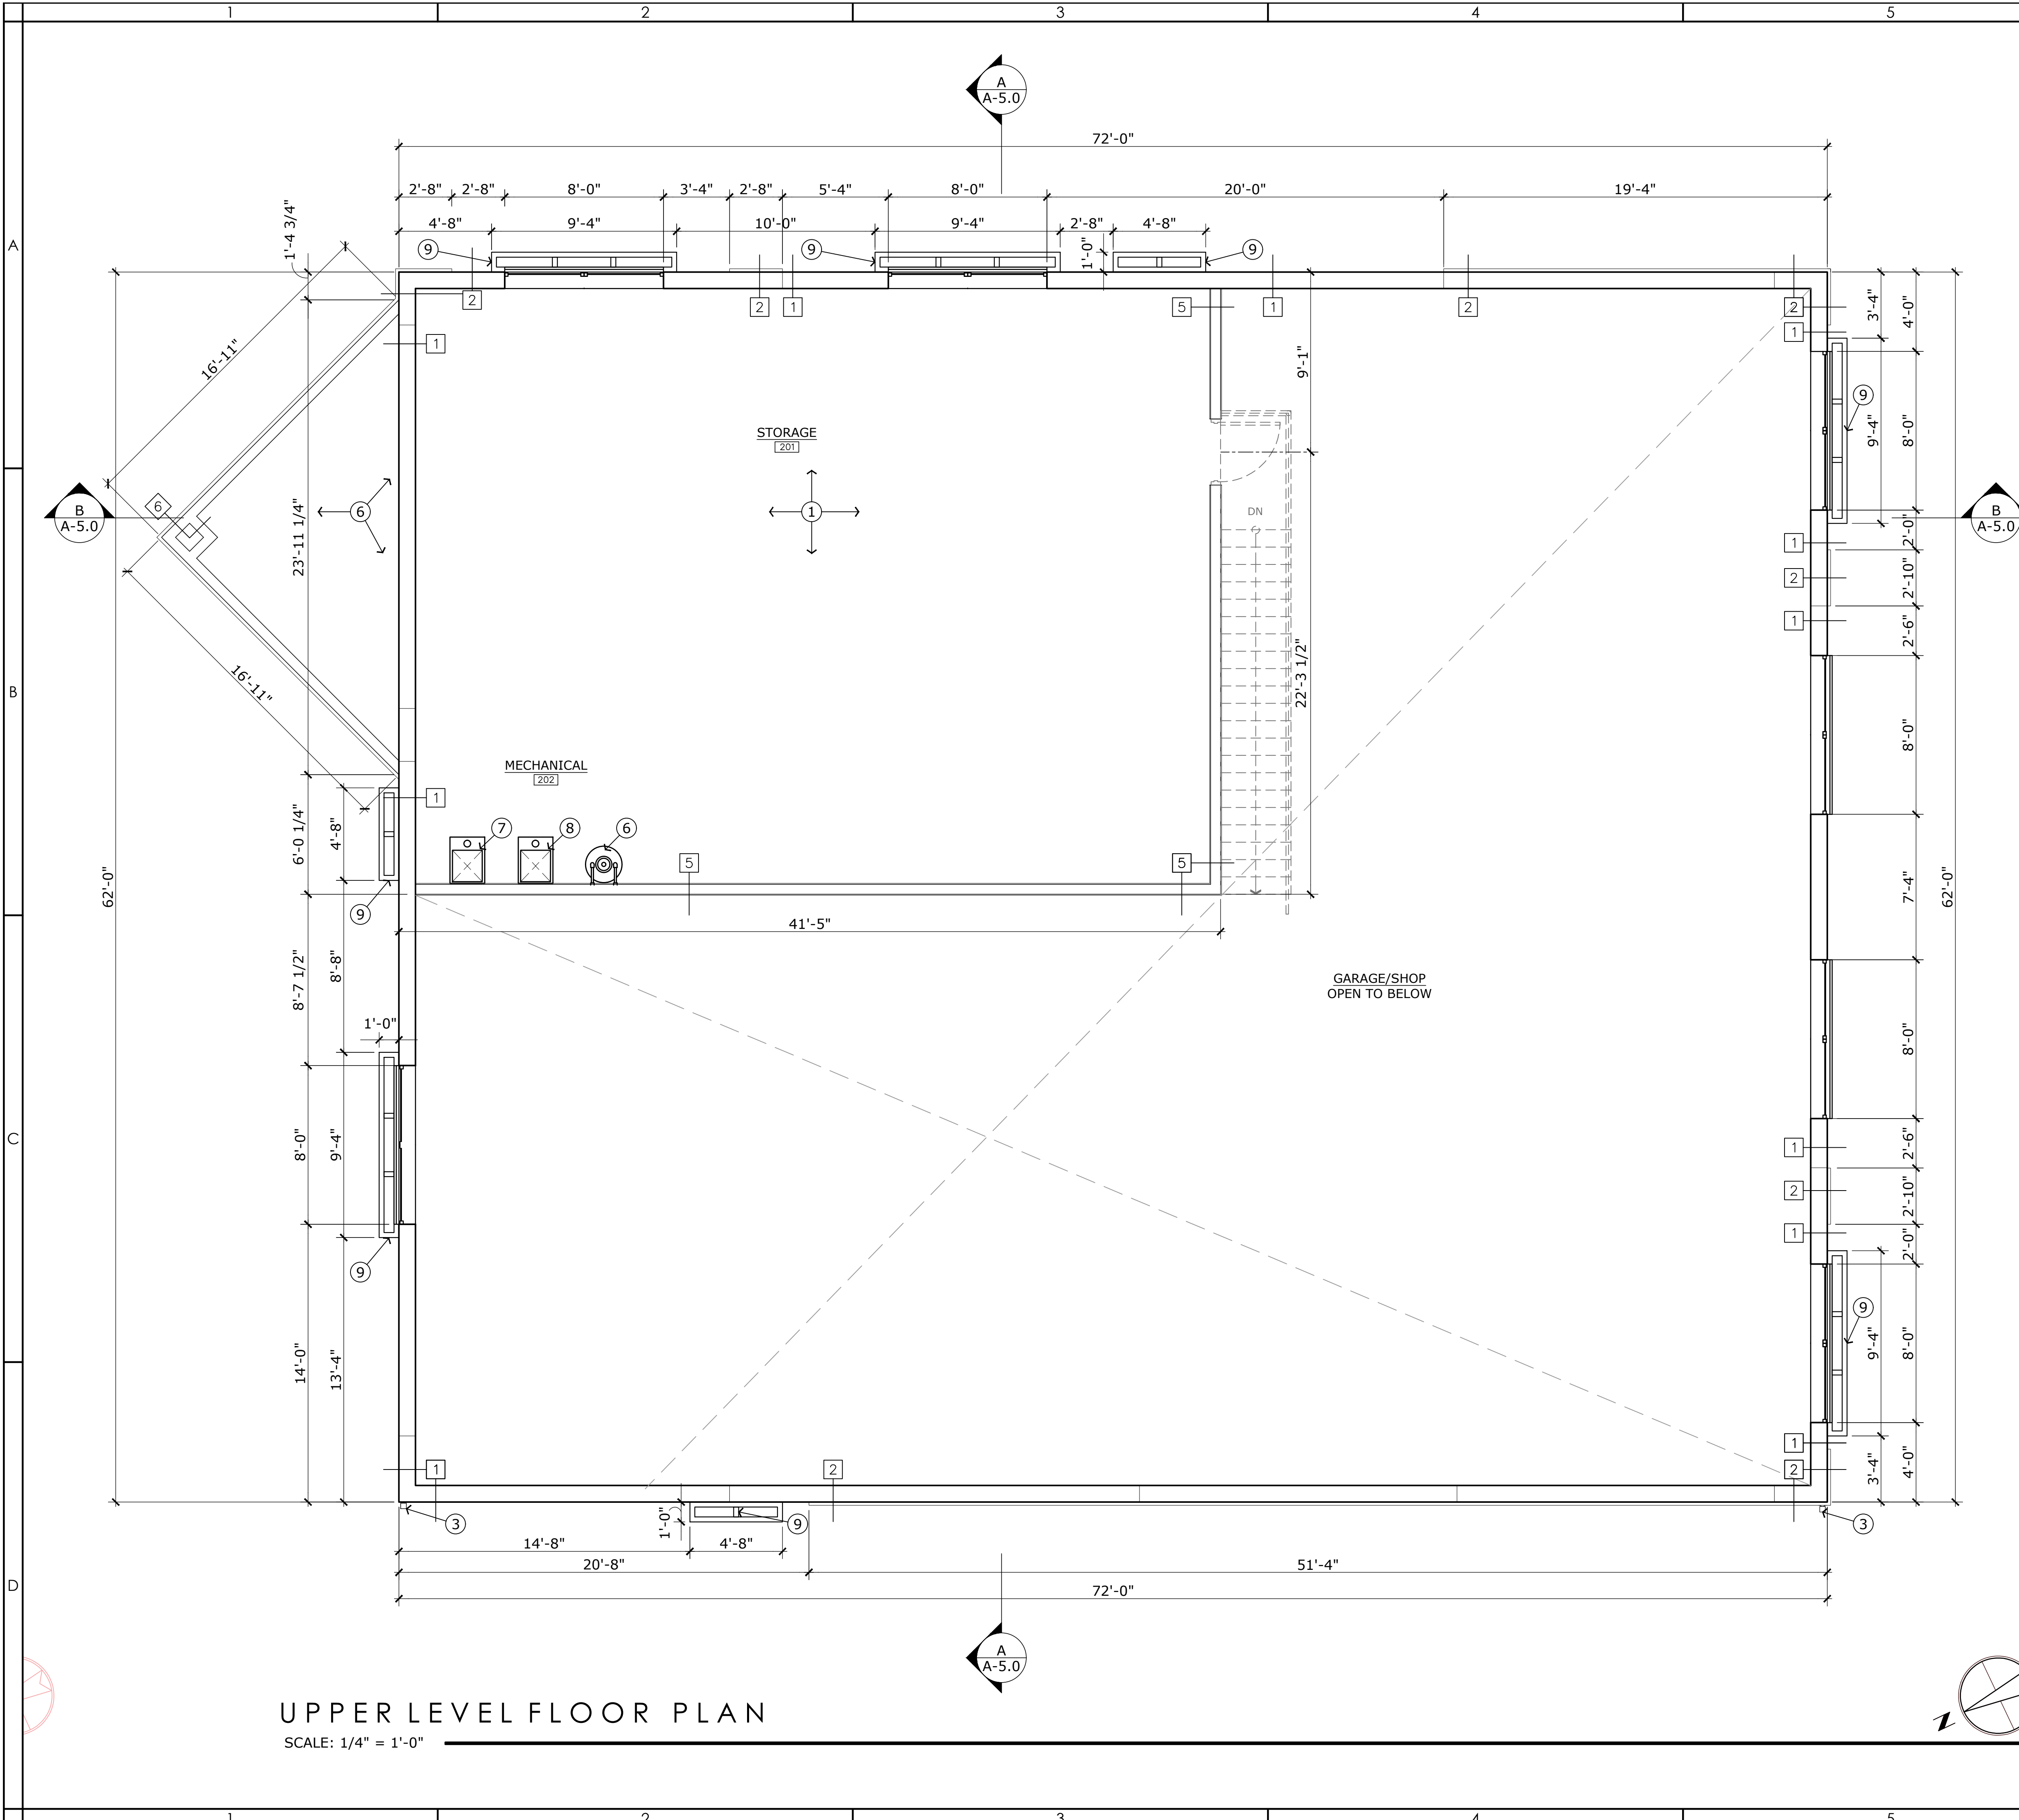 1 2 3 4 5
A
A-5.0
72'-0"
2'-8" 2'-8" 8'-0" 3'-4" 2'-8" 5'-4" 8'-0" 20'-0" 19'-4"
4'-8" 9'-4" 10'-0" 9'-4" 2'-8" 4'-8"
1'-4 3/4"
A
9 9 1'-0" 9
2 2 1 5 1 2 2
3'-4" 4'-0"
1
1
16'-11"
9'-1"
9
9'-4" 8'-0"
STORAGE
201
6
B
A-5.0
23'-11 1/4"
6
1
DN
B
A-5.0
1 2'-0"
2 2'-10"
1 2'-6"
16'-11"
22'-3 1/2"
B
8'-0"
MECHANICAL
202
1
6'-0 1/4" 4'-8"
7 8 6
5 5
62'-0"
7'-4" 62'-0"
9
41'-5"
8'-7 1/2" 8'-8"
GARAGE/SHOP
OPEN TO BELOW
1'-0"
8'-0"
C
8'-0" 9'-4"
1 2'-6"
2 2'-10"
1 2'-0"
9
9
14'-0" 13'-4"
9'-4" 8'-0"
1
1 2 2
3'-4" 4'-0"
3 1'-0" 9 3
14'-8" 4'-8"
20'-8" 51'-4"
D
72'-0"
A
A-5.0
UPPER LEVEL FLOOR PLAN
N
SCALE: 1/4" = 1'-0"
1 2 3 4 5